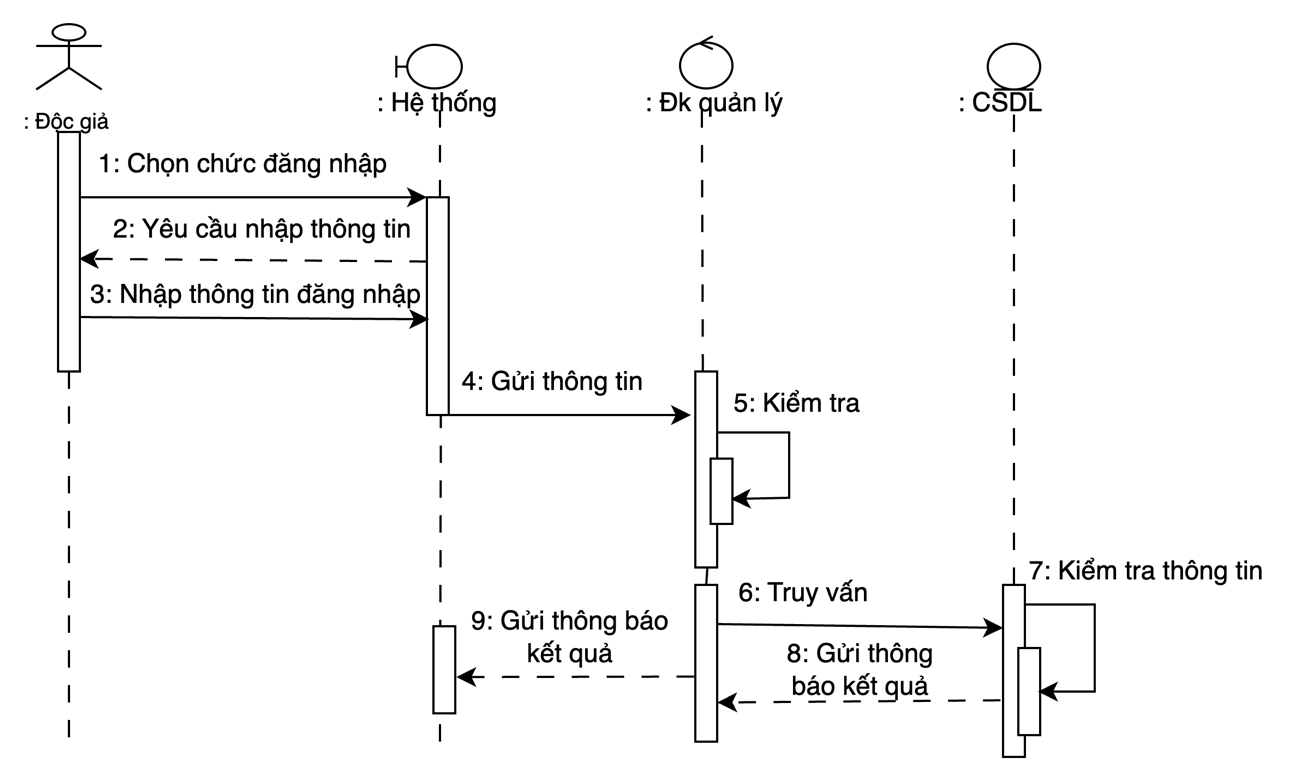 : Độc giả
: Hệ thống
: Đk quản lý
: CSDL
1: Chọn chức đăng nhập
2: Yêu cầu nhập thông tin
3: Nhập thông tin đăng nhập
4: Gửi thông tin
5: Kiểm tra
6: Truy vấn
7: Kiểm tra thông tin
8: Gửi thông
báo kết quả
9: Gửi thông báo
kết quả